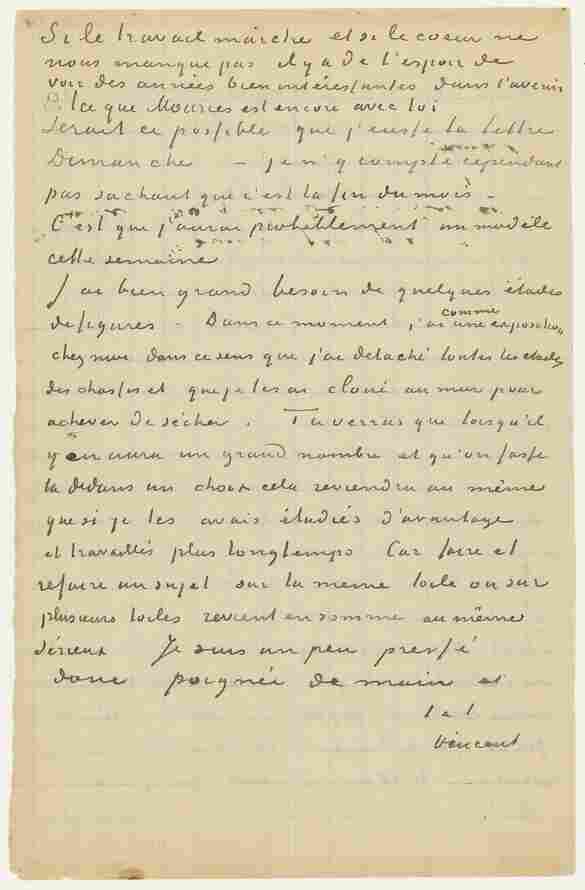 Si le travail marche et si le coeur ne
nous manque pas il y a de l'espoir de
voir des années bien intéressantes dans l'avenir
Est ce que Mourier est encore avec toi
Serait ce possible que j'eusse ta lettre
Dimanche — je n'y compte cependant
pas sachant que c'est la fin du mois –
C'est que j'aurai probablement un modèle
cette semaine
J'ai bien grand besoin de quelques études
de figures – Dans ce moment j'ai comme une exposition
chez moi dans ce sens que j'ai détaché toutes les études
des chassis et que je les ai cloué au mur pour
achever de sécher. Tu verras que lorsqu'il
y en aura un grand nombre et qu'on fasse
la dedans un choix cela reviendra au même
que si je les avais étudiés d'avantage
et travaillés plus longtemps Car faire et
refaire un sujet sur la meme toile ou sur
plusieurs toiles revient en somme au même
sérieux Je suis un peu pressé
donc poignée de main et
t. à t.
Vincent